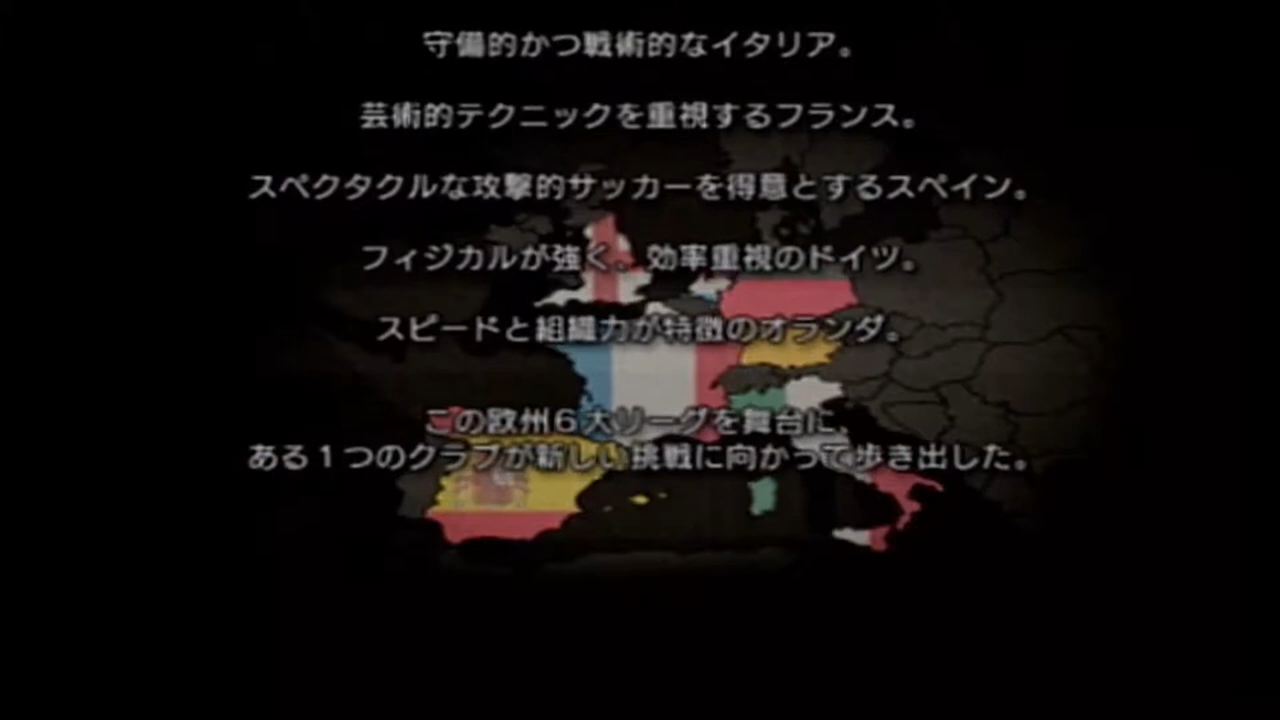 守備的かつ戦術的なイタリア。
芸術的テクニックを重視するフランス。
スペクタクルな攻撃的サッカーを得意とするスペイン。
フィジカルが強く、効率重視のドイツ。
スピードと組織力が特徴のオランダ。
この欧州６大リーグを舞台に、
ある１つのクラブが新しい挑戦に向かって歩き出した。